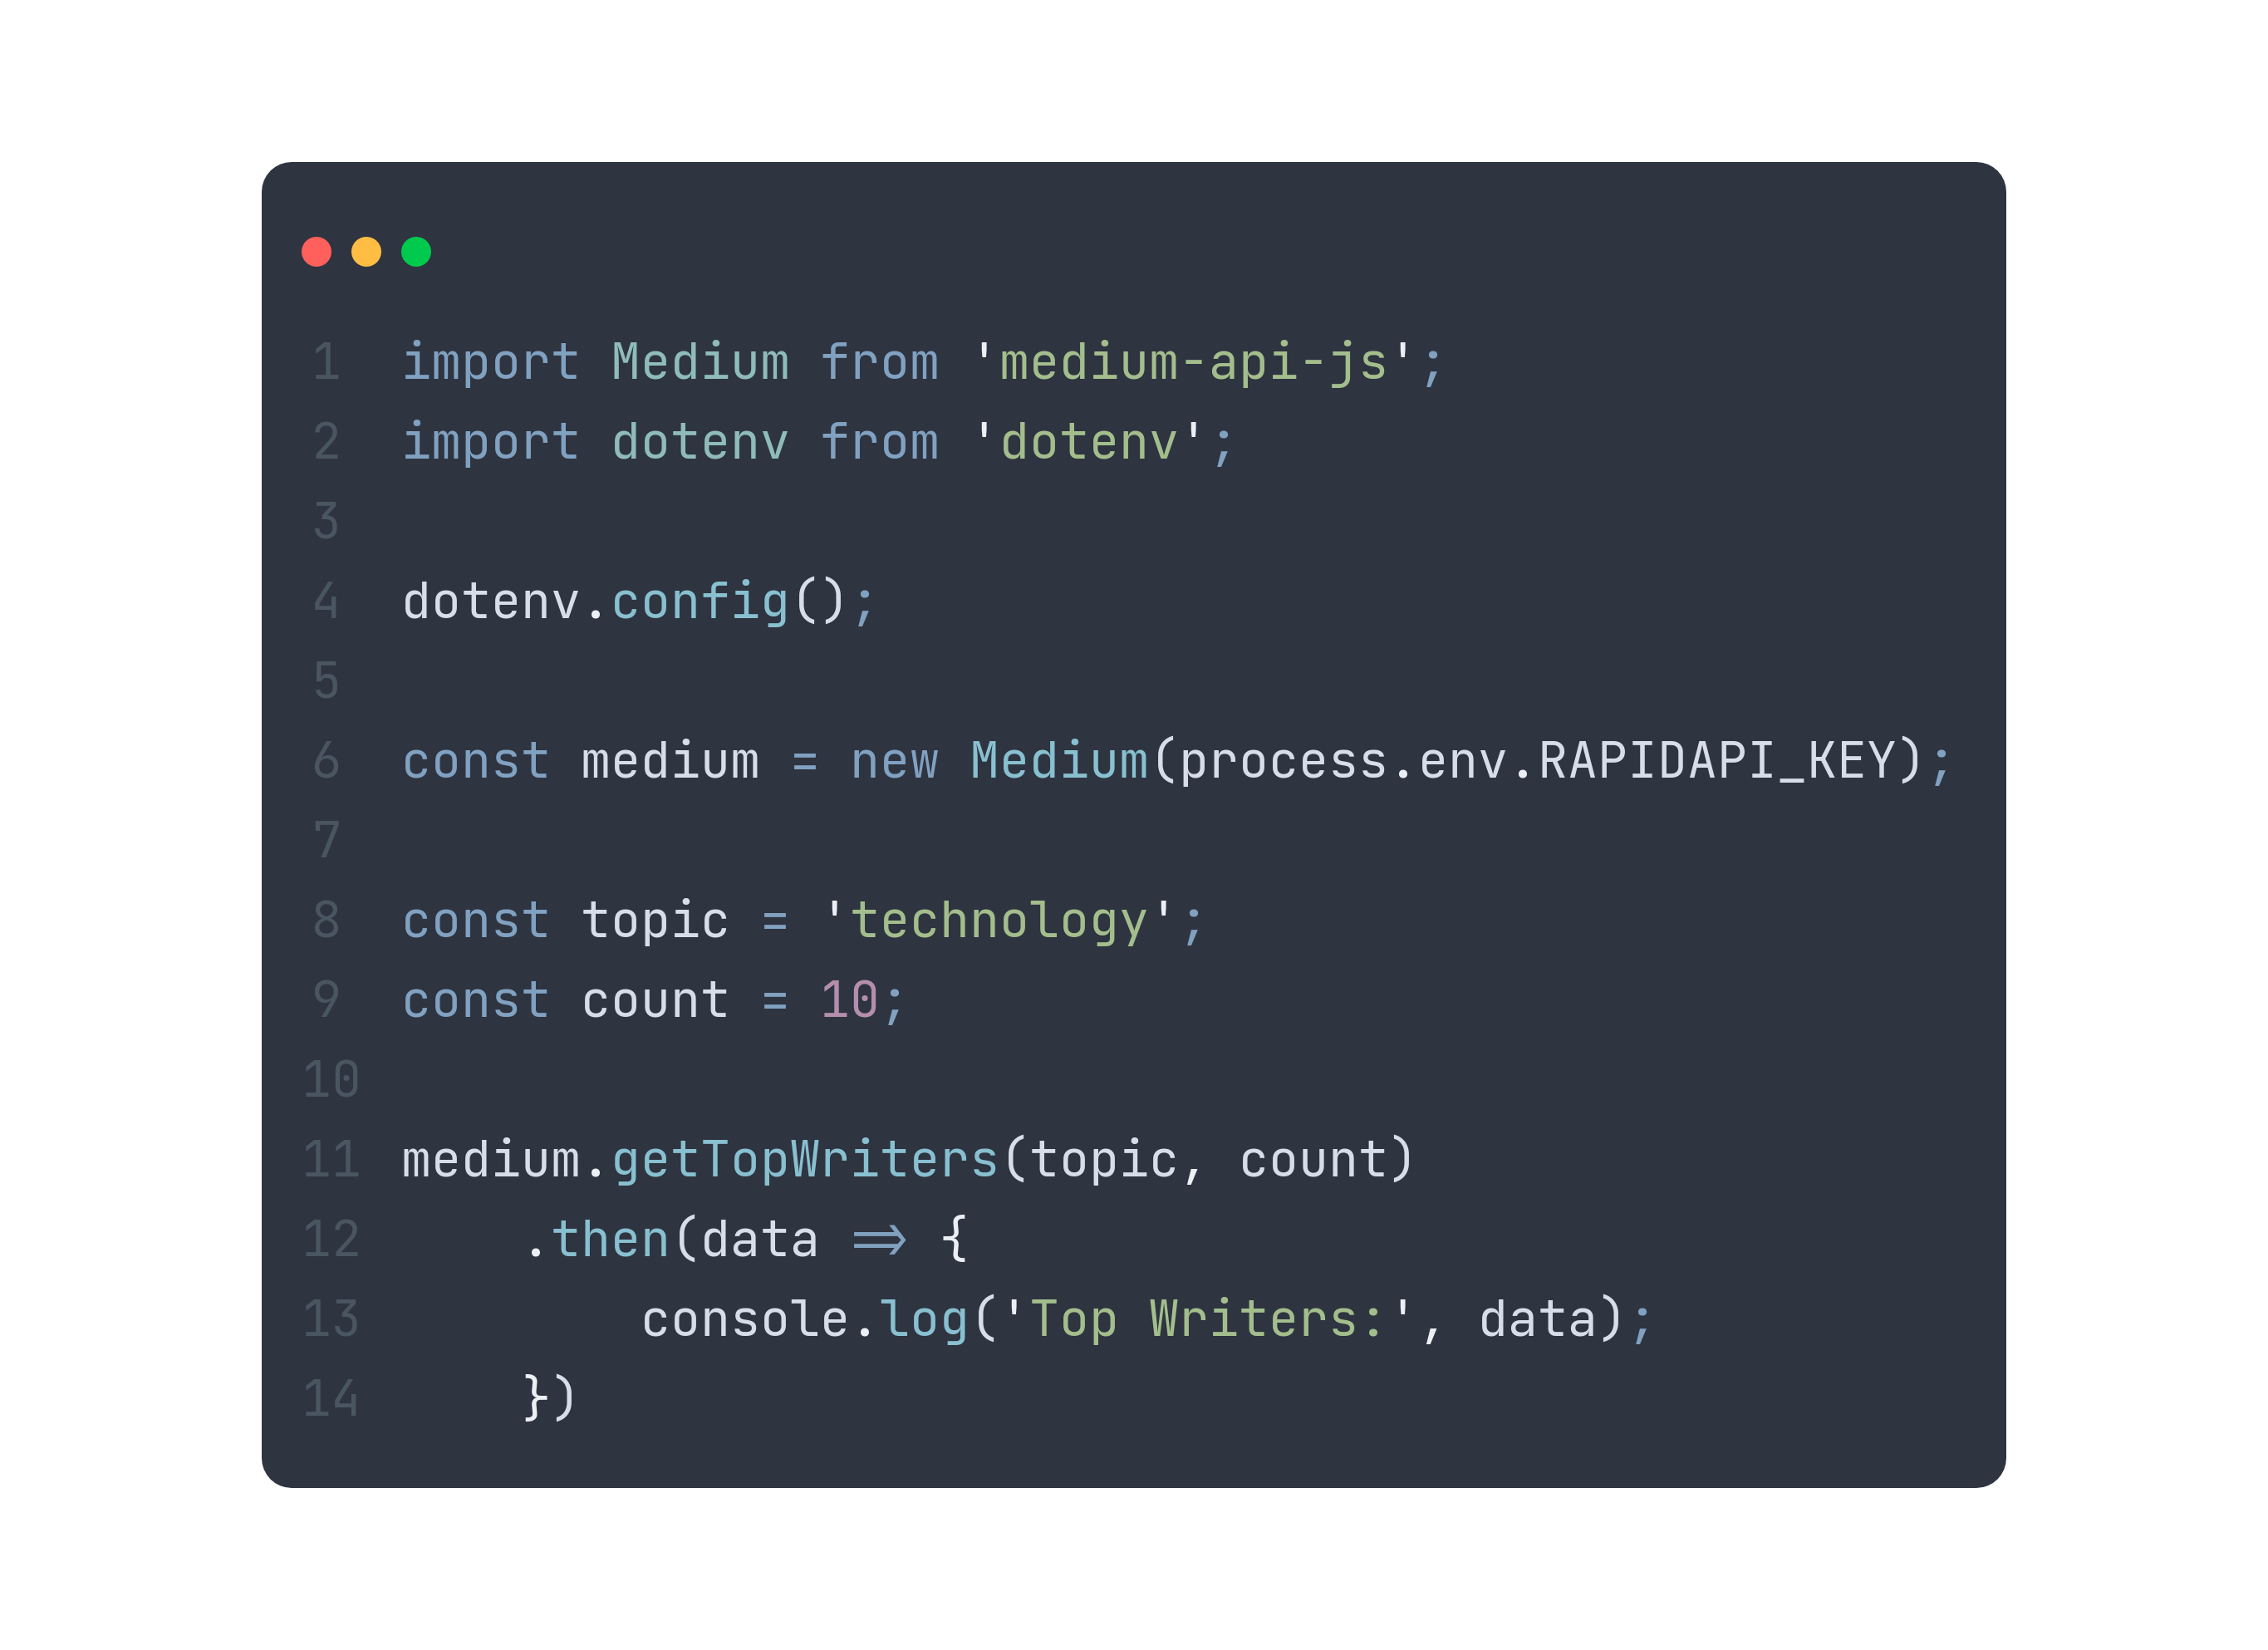 1 import Medium from 'medium-api-js';
2 import dotenv from 'dotenv';
3
4 dotenv.config();
5
6 const medium = new Medium(process.env.RAPIDAPI_KEY);
7
8 const topic = 'technology';
9 const count = 10;
10
11 medium.getTopWriters(topic, count)
12     .then(data => {
13         console.log('Top Writers:', data);
14     })